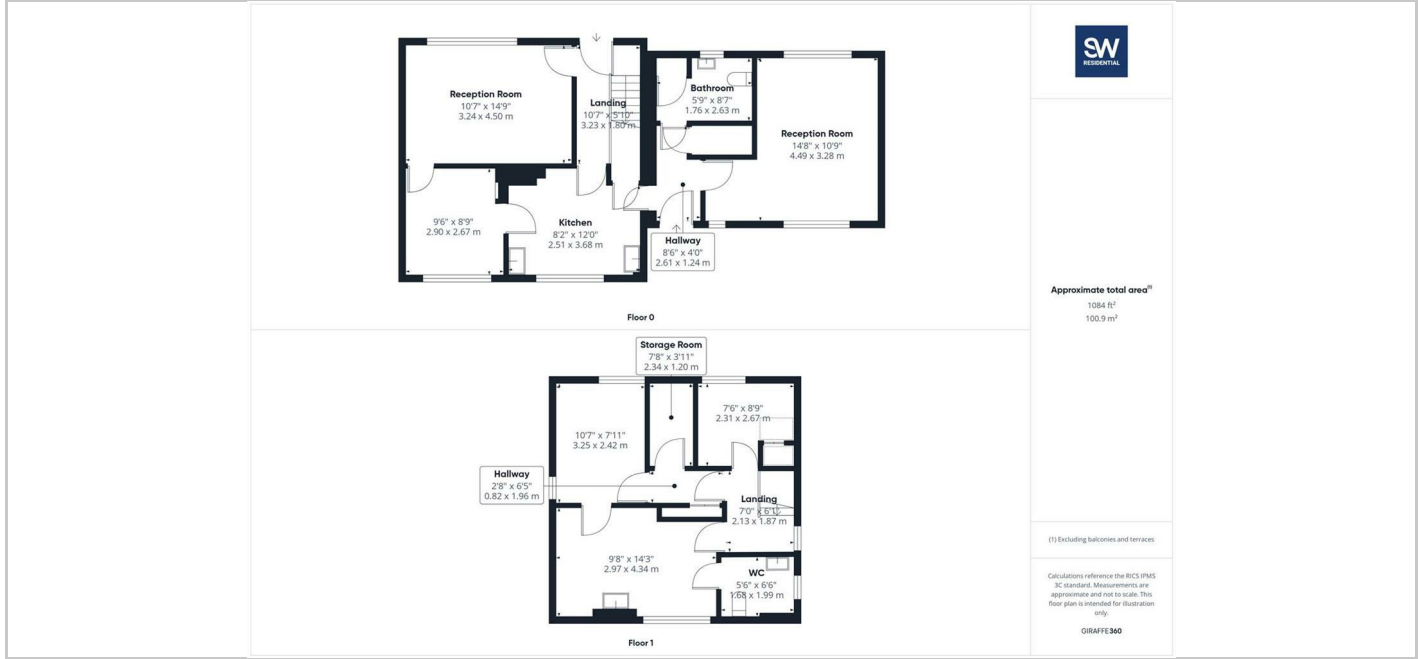 Reception Room
10'7" x 14'9"
3.24 x 4.50 m
Landing
10'7" x 5'10"
3.23 x 1.80 m
Bathroom
5'9" x 8'7"
1.76 x 2.63 m
Reception Room
14'8" x 10'9"
4.49 x 3.28 m
9'6" x 8'9"
2.90 x 2.67 m
Kitchen
8'2" x 12'0"
2.51 x 3.68 m
Hallway
8'6" x 4'0"
2.61 x 1.24 m
Floor 0
Storage Room
7'8" x 3'11"
2.34 x 1.20 m
10'7" x 7'11"
3.25 x 2.42 m
7'6" x 8'9"
2.31 x 2.67 m
Hallway
2'8" x 6'5"
0.82 x 1.96 m
Landing
7'0" x 6'1"
2.13 x 1.87 m
9'8" x 14'3"
2.97 x 4.34 m
WC
5'6" x 6'6"
1.68 x 1.99 m
Floor 1
SW
RESIDENTIAL
Approximate total area⁽¹⁾
1084 ft²
100.9 m²
(1) Excluding balconies and terraces
Calculations reference the RICS IPMS
3C standard. Measurements are
approximate and not to scale. This
floor plan is intended for illustration
only.
GIRAFFE360